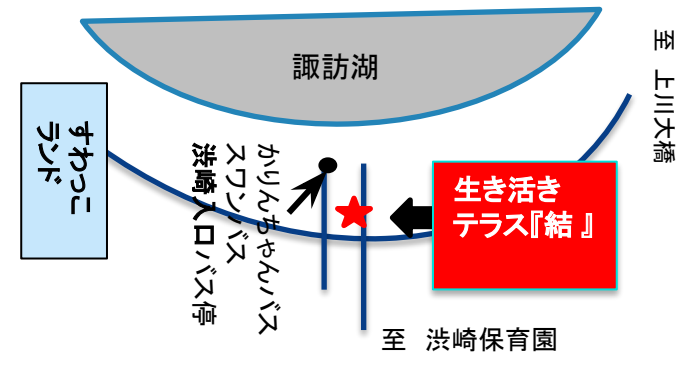 諏訪湖
至 上川大橋
すわっこ
ランド
かりんちゃんバス
スワンバス
渋崎入口バス停
生き活き
テラス『結 』
至 渋崎保育園